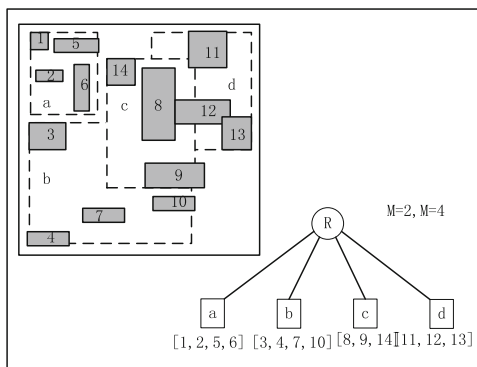 1
5
11
14
2
6
d
8
a
c
12
3
13
b
9
10
7
4
R
M=2, M=4
a
b
c
d
[1, 2, 5, 6]
[3, 4, 7, 10]
[8, 9, 14]
[11, 12, 13]